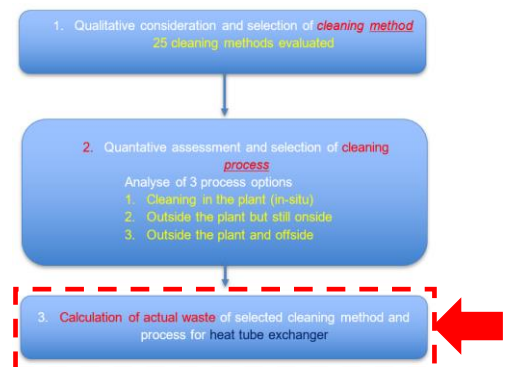 1. Qualitative consideration and selection of cleaning method
25 cleaning methods evaluated
2. Quantative assessment and selection of cleaning
process
Analyse of 3 process options
1. Cleaning in the plant (in-situ)
2. Outside the plant but still onside
3. Outside the plant and offside
3. Calculation of actual waste of selected cleaning method and
process for heat tube exchanger